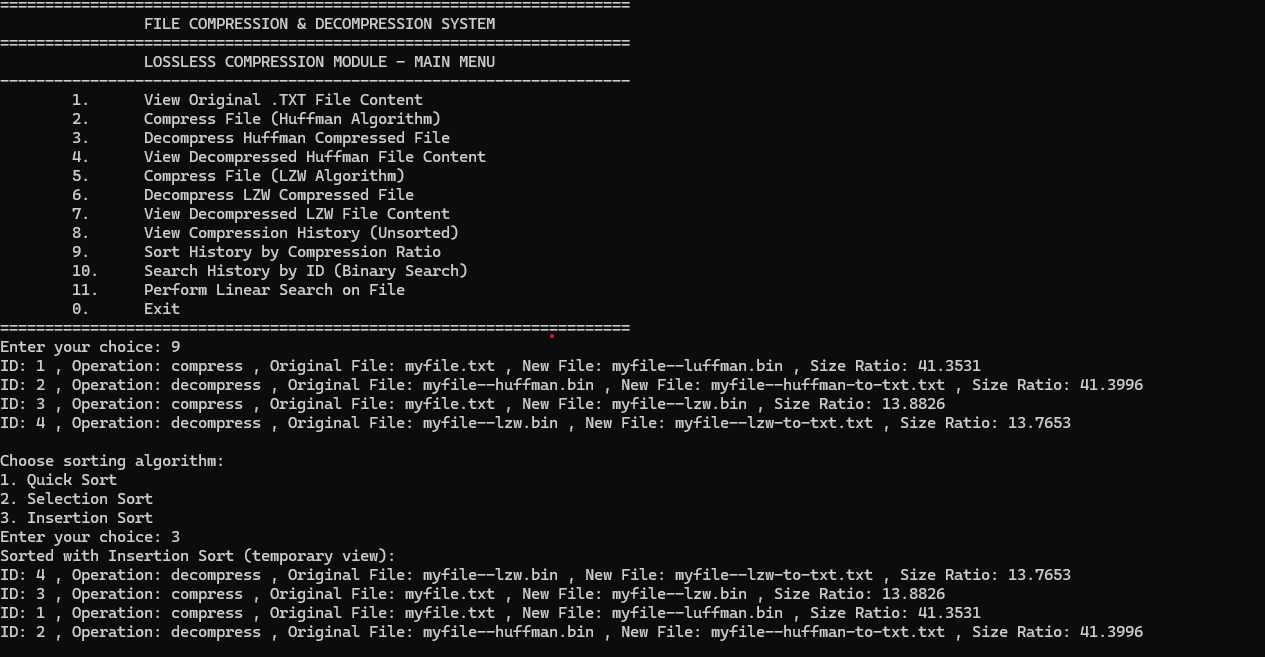 ======================================================================
FILE COMPRESSION & DECOMPRESSION SYSTEM
======================================================================
LOSSLESS COMPRESSION MODULE - MAIN MENU
----------------------------------------------------------------------
1. View Original .TXT File Content
2. Compress File (Huffman Algorithm)
3. Decompress Huffman Compressed File
4. View Decompressed Huffman File Content
5. Compress File (LZW Algorithm)
6. Decompress LZW Compressed File
7. View Decompressed LZW File Content
8. View Compression History (Unsorted)
9. Sort History by Compression Ratio
10. Search History by ID (Binary Search)
11. Perform Linear Search on File
0. Exit
======================================================================
Enter your choice: 9
ID: 1 , Operation: compress , Original File: myfile.txt , New File: myfile--luffman.bin , Size Ratio: 41.3531
ID: 2 , Operation: decompress , Original File: myfile--huffman.bin , New File: myfile--huffman-to-txt.txt , Size Ratio: 41.3996
ID: 3 , Operation: compress , Original File: myfile.txt , New File: myfile--lzw.bin , Size Ratio: 13.8826
ID: 4 , Operation: decompress , Original File: myfile--lzw.bin , New File: myfile--lzw-to-txt.txt , Size Ratio: 13.7653
Choose sorting algorithm:
1. Quick Sort
2. Selection Sort
3. Insertion Sort
Enter your choice: 3
Sorted with Insertion Sort (temporary view):
ID: 4 , Operation: decompress , Original File: myfile--lzw.bin , New File: myfile--lzw-to-txt.txt , Size Ratio: 13.7653
ID: 3 , Operation: compress , Original File: myfile.txt , New File: myfile--lzw.bin , Size Ratio: 13.8826
ID: 1 , Operation: compress , Original File: myfile.txt , New File: myfile--luffman.bin , Size Ratio: 41.3531
ID: 2 , Operation: decompress , Original File: myfile--huffman.bin , New File: myfile--huffman-to-txt.txt , Size Ratio: 41.3996